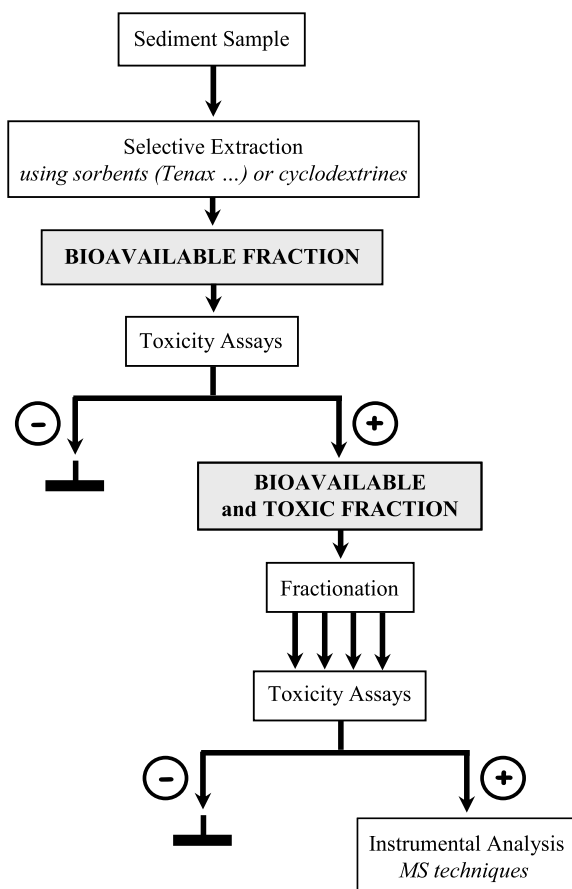 Sediment Sample
Selective Extraction
using sorbents (Tenax ...) or cyclodextrines
BIOAVAILABLE FRACTION
Toxicity Assays
-
+
BIOAVAILABLE
and TOXIC FRACTION
Fractionation
Toxicity Assays
-
+
Instrumental Analysis
MS techniques